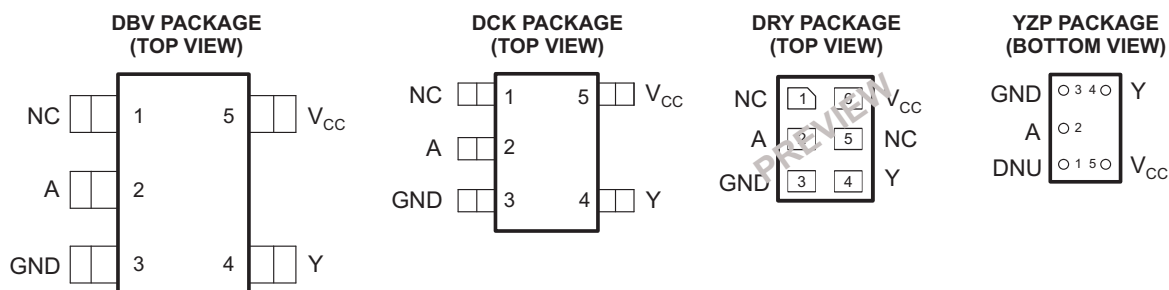 DBV PACKAGE
(TOP VIEW)
NC 1 5 VCC
A 2
GND 3 4 Y
DCK PACKAGE
(TOP VIEW)
NC 1 5 VCC
A 2
GND 3 4 Y
DRY PACKAGE
(TOP VIEW)
NC 1 6 VCC
A 2 5 NC
GND 3 4 Y
PREVIEW
YZP PACKAGE
(BOTTOM VIEW)
GND 3 4 Y
A 2
DNU 1 5 VCC